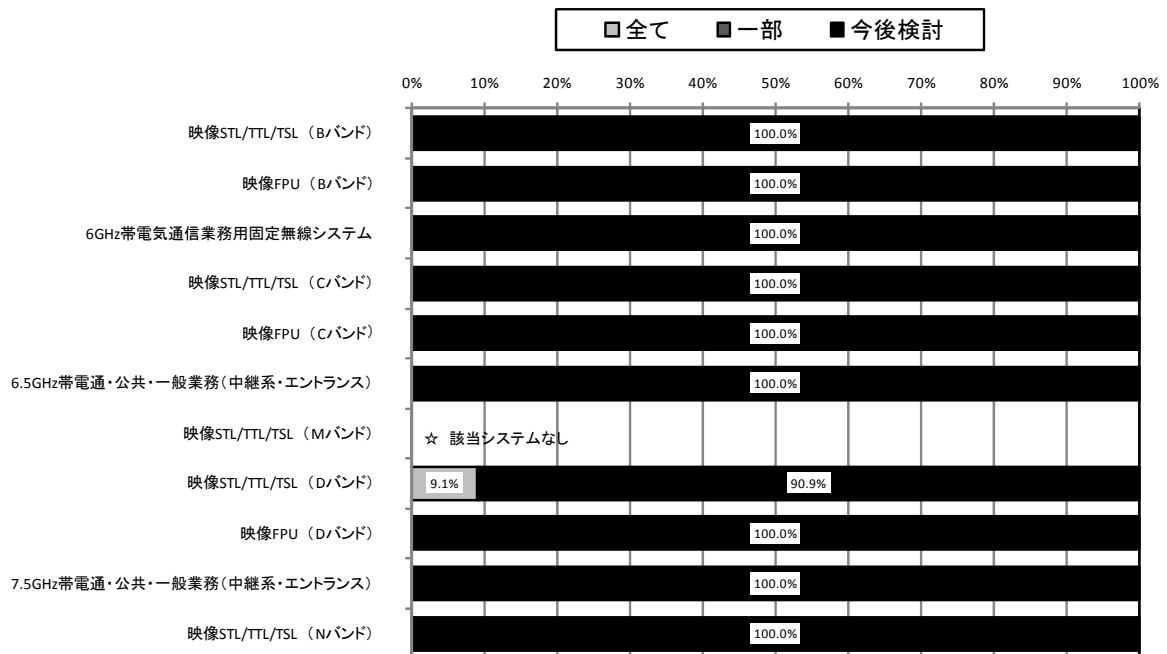 全て 一部 今後検討
0% 10% 20% 30% 40% 50% 60% 70% 80% 90% 100%
映像STL/TTL/TSL（Bバンド） 100.0%
映像FPU（Bバンド） 100.0%
6GHz帯電気通信業務用固定無線システム 100.0%
映像STL/TTL/TSL（Cバンド） 100.0%
映像FPU（Cバンド） 100.0%
6.5GHz帯電通・公共・一般業務（中継系・エントランス） 100.0%
映像STL/TTL/TSL（Mバンド） ☆ 該当システムなし
映像STL/TTL/TSL（Dバンド） 9.1% 90.9%
映像FPU（Dバンド） 100.0%
7.5GHz帯電通・公共・一般業務（中継系・エントランス） 100.0%
映像STL/TTL/TSL（Nバンド） 100.0%